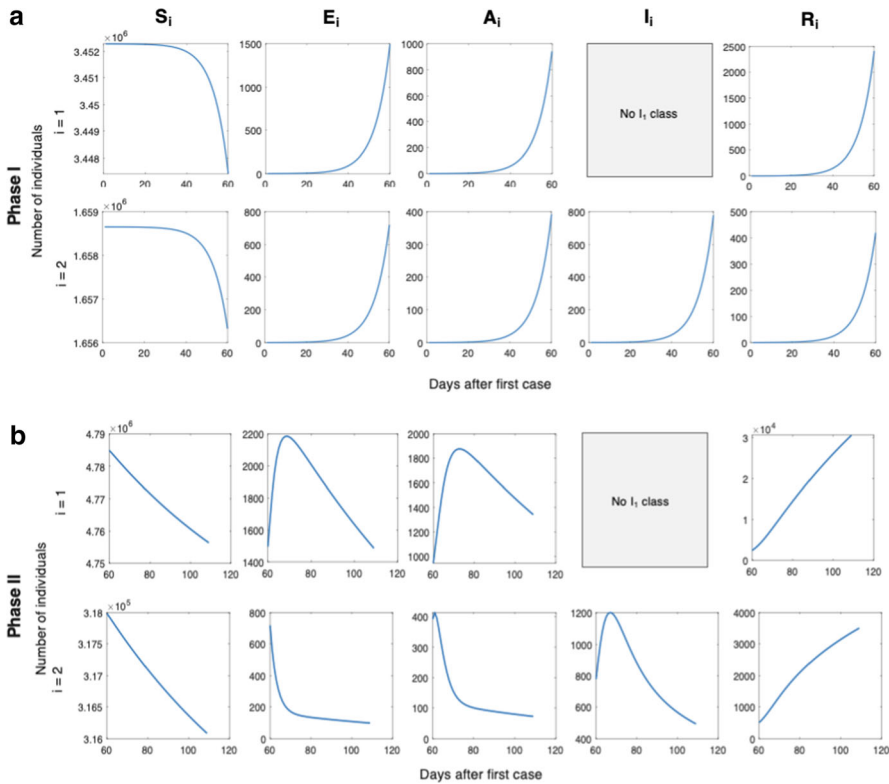 a
S_i E_i A_i I_i R_i
Phase I
Number of individuals
i = 1
×10⁶
3.452
3.451
3.45
3.449
3.448
0 20 40 60
1500
1000
500
0
0 20 40 60
1000
800
600
400
200
0
0 20 40 60
No I₁ class
2500
2000
1500
1000
500
0
0 20 40 60
i = 2
×10⁶
1.659
1.658
1.657
1.656
0 20 40 60
800
600
400
200
0
0 20 40 60
400
300
200
100
0
0 20 40 60
800
600
400
200
0
0 20 40 60
500
400
300
200
100
0
0 20 40 60
Days after first case
b
Phase II
Number of individuals
i = 1
×10⁶
4.79
4.78
4.77
4.76
4.75
60 80 100 120
2200
2000
1800
1600
1400
60 80 100 120
2000
1800
1600
1400
1200
1000
60 80 100 120
No I₁ class
×10⁴
3
2
1
0
60 80 100 120
i = 2
×10⁵
3.18
3.175
3.17
3.165
3.16
60 80 100 120
800
600
400
200
0
60 80 100 120
400
300
200
100
0
60 80 100 120
1200
1000
800
600
400
60 80 100 120
4000
3000
2000
1000
0
60 80 100 120
Days after first case